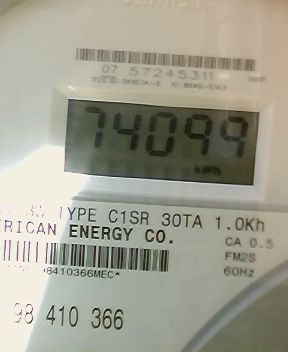 07 57245311
74099
kWh
3W TYPE C1SR 30TA 1.0Kh
ERICAN ENERGY CO.
CA 0.5
FM2S
98410366MEC*
60Hz
98 410 366